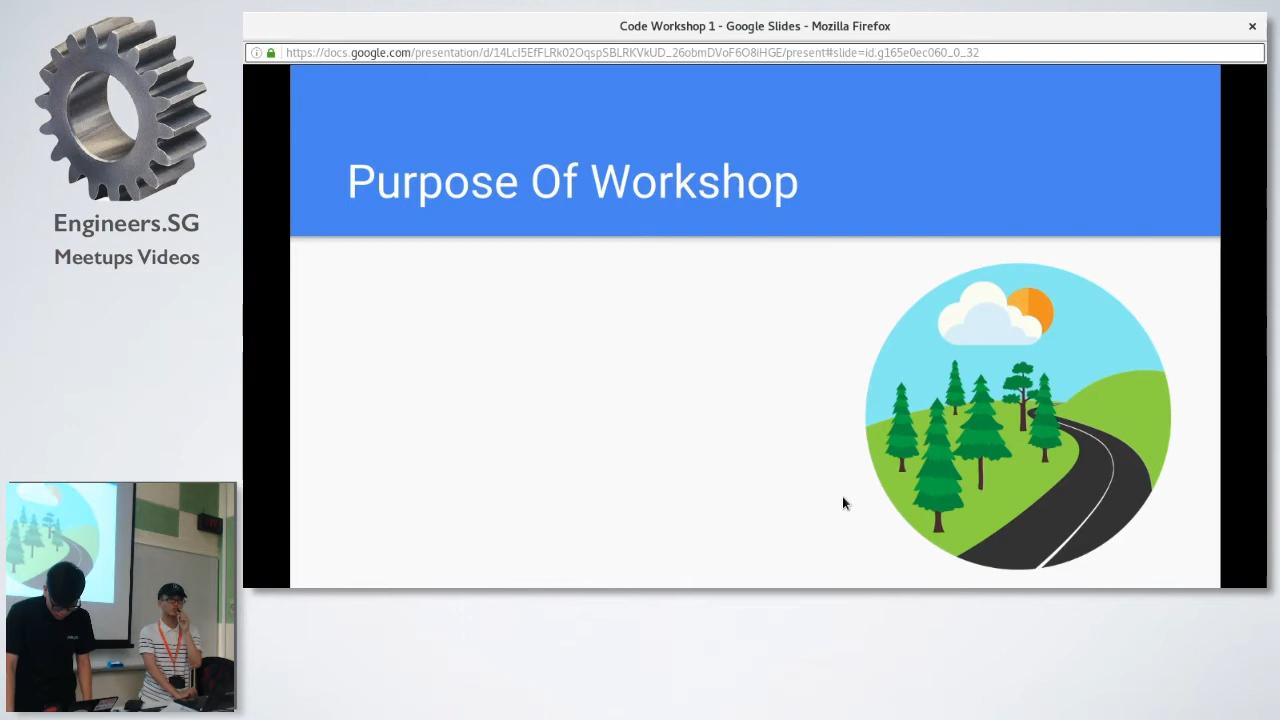 Code Workshop 1 - Google Slides - Mozilla Firefox
https://docs.google.com/presentation/d/14LcI5EfFLRk02OqspSBLRKVkUD_26obmDVoF6O8iHGE/present#slide=id.g165e0ec060_0_32
Purpose Of Workshop
Engineers.SG
Meetups Videos